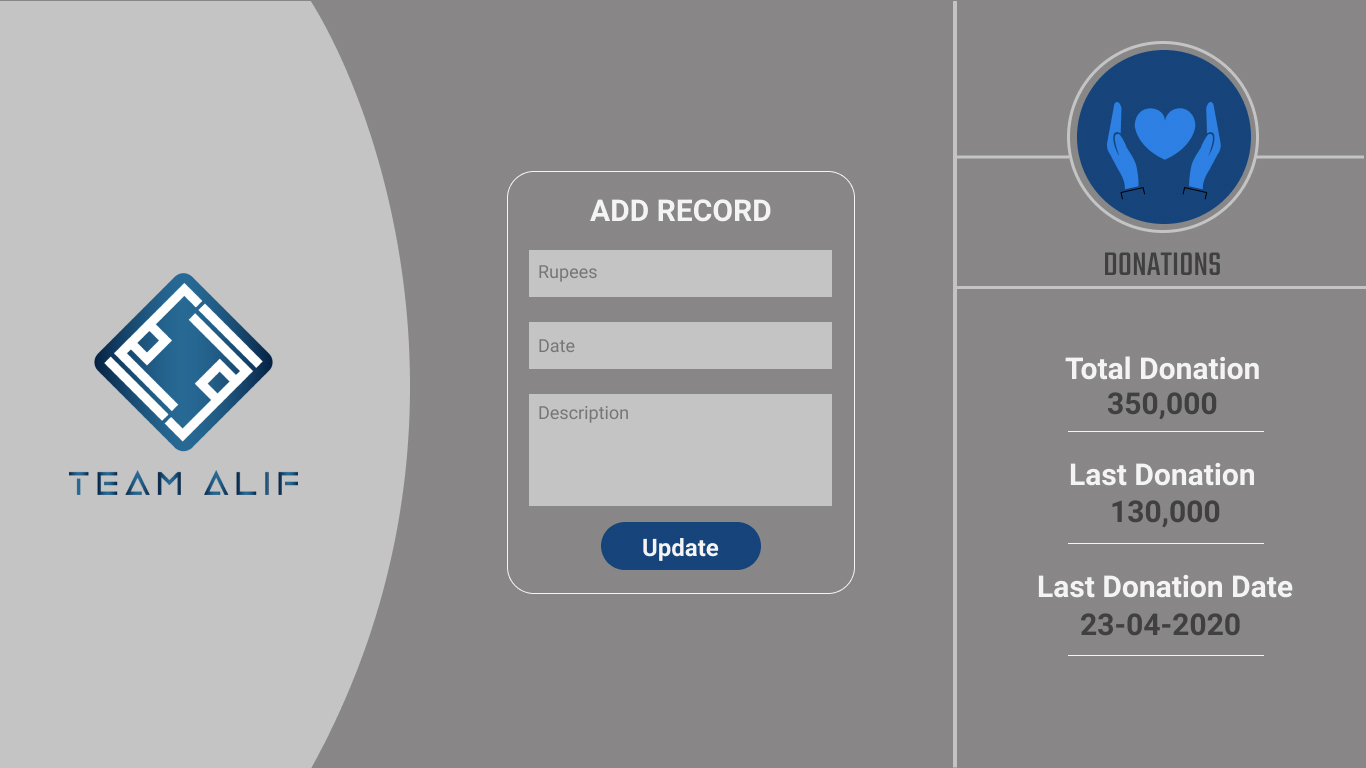 TEAM ALIF
ADD RECORD
Rupees
Date
Description
Update
DONATIONS
Total Donation
350,000
Last Donation
130,000
Last Donation Date
23-04-2020